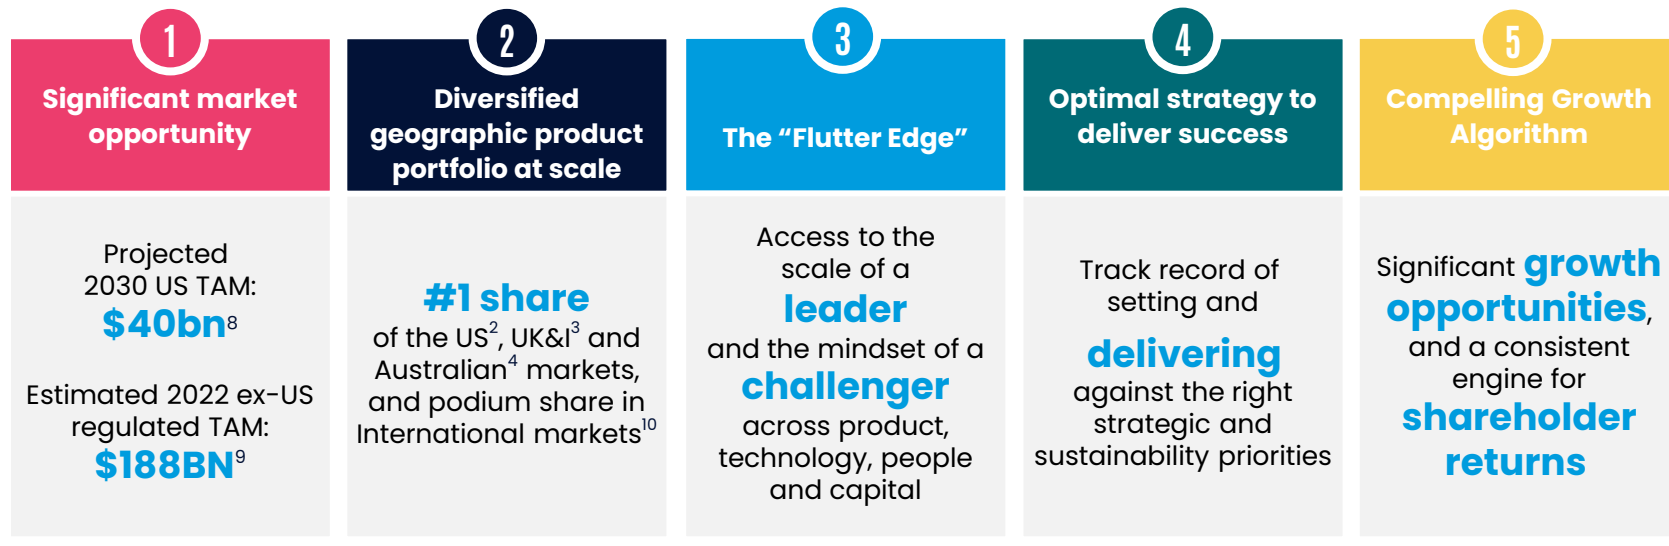 1
Significant market
opportunity
Projected
2030 US TAM:
$40bn8
Estimated 2022 ex-US
regulated TAM:
$188BN9
2
Diversified
geographic product
portfolio at scale
#1 share
of the US2, UK&I3 and
Australian4 markets,
and podium share in
International markets10
3
The “Flutter Edge”
Access to the
scale of a
leader
and the mindset of a
challenger
across product,
technology, people
and capital
4
Optimal strategy to
deliver success
Track record of
setting and
delivering
against the right
strategic and
sustainability priorities
5
Compelling Growth
Algorithm
Significant growth
opportunities,
and a consistent
engine for
shareholder
returns